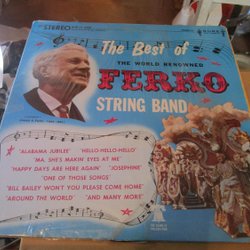 STEREO
The Best of
THE WORLD RENOWNED
FERKO
STRING BAND
"ALABAMA JUBILEE" "HELLO-HELLO-HELLO"
"MA, SHE'S MAKIN' EYES AT ME"
"HAPPY DAYS ARE HERE AGAIN" "JOSEPHINE"
"ONE OF THOSE SONGS"
"BILL BAILEY WON'T YOU PLEASE COME HOME"
"AROUND THE WORLD" "AND MANY MORE"